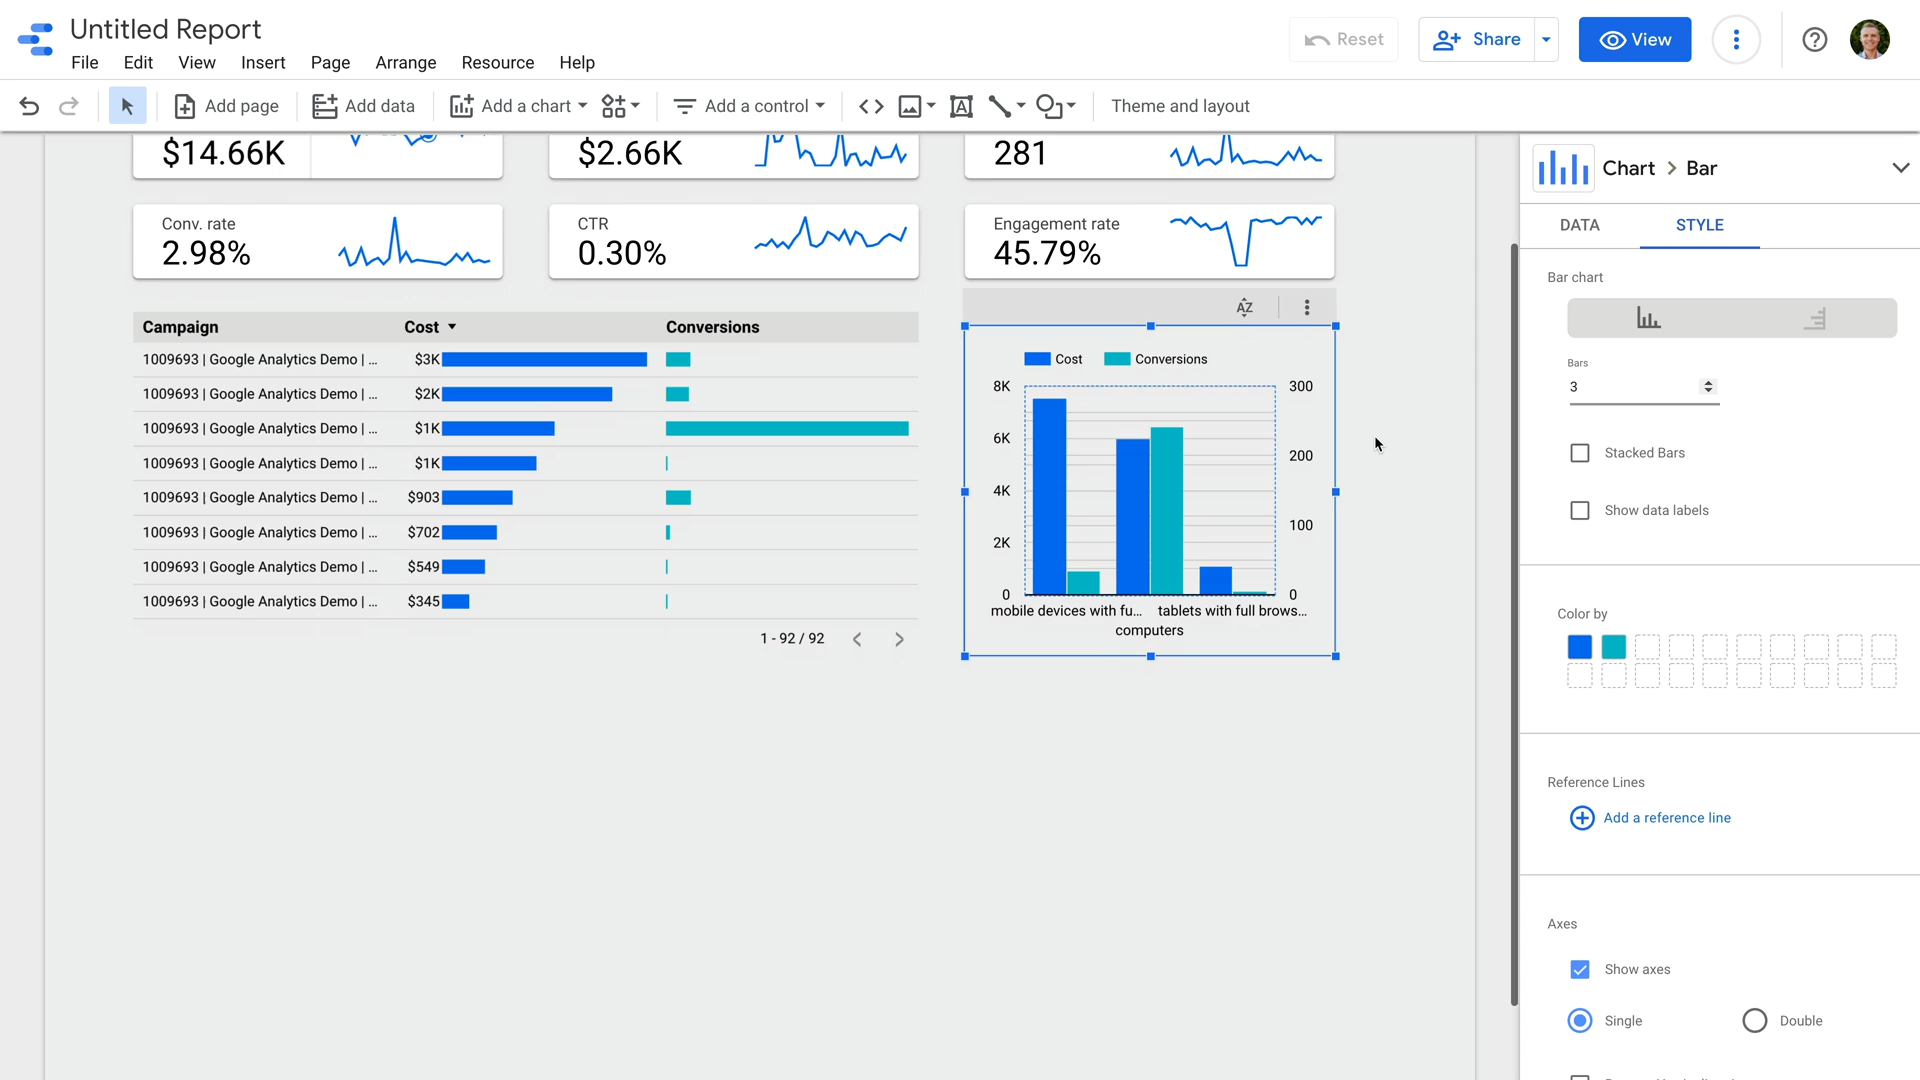 Untitled Report
File Edit View Insert Page Arrange Resource Help
Reset
Share
View
Add page
Add data
Add a chart
Add a control
Theme and layout
$14.66K
$2.66K
281
Conv. rate
2.98%
CTR
0.30%
Engagement rate
45.79%
Campaign Cost Conversions
1009693 | Google Analytics Demo | ... $3K
1009693 | Google Analytics Demo | ... $2K
1009693 | Google Analytics Demo | ... $1K
1009693 | Google Analytics Demo | ... $1K
1009693 | Google Analytics Demo | ... $903
1009693 | Google Analytics Demo | ... $702
1009693 | Google Analytics Demo | ... $549
1009693 | Google Analytics Demo | ... $345
1 - 92 / 92
AZ
Cost Conversions
8K 300
6K
200
4K
100
2K
0 0
mobile devices with fu... tablets with full brows...
computers
Chart > Bar
DATA STYLE
Bar chart
Bars
3
Stacked Bars
Show data labels
Color by
Reference Lines
Add a reference line
Axes
Show axes
Single Double